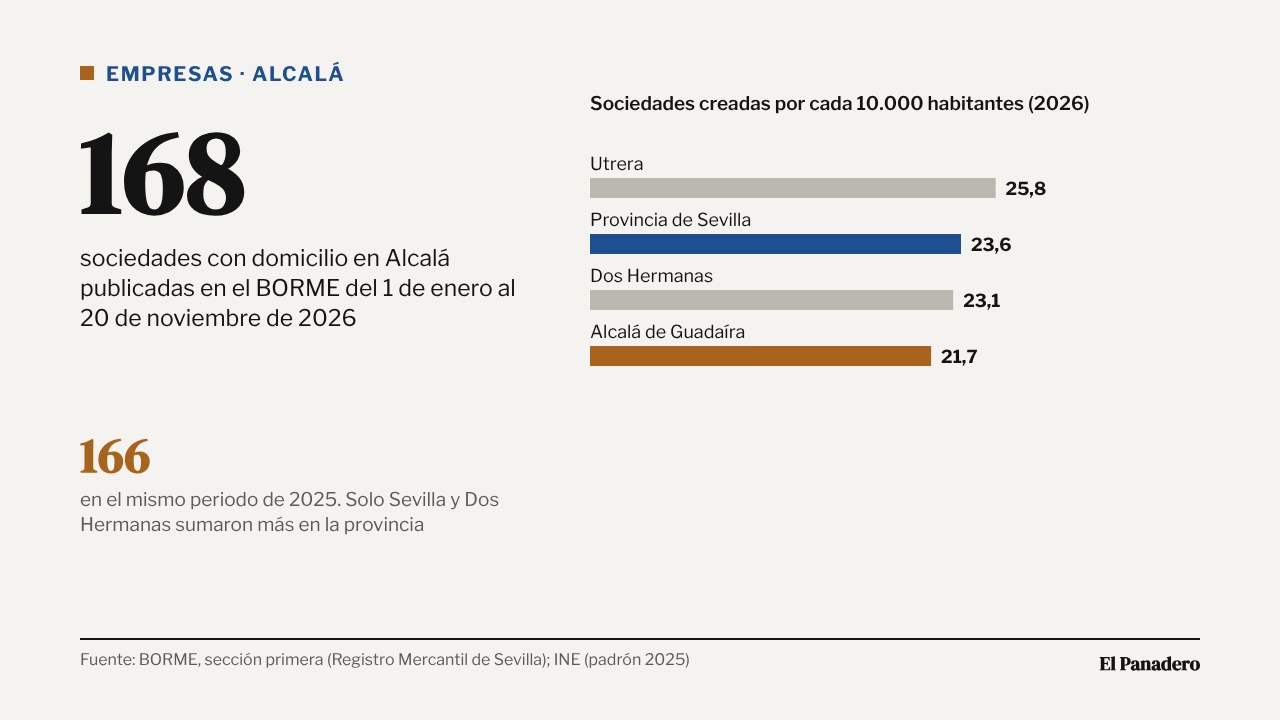 EMPRESAS · ALCALÁ
168
sociedades con domicilio en Alcalá
publicadas en el BORME del 1 de enero al
20 de noviembre de 2026
166
en el mismo periodo de 2025. Solo Sevilla y Dos
Hermanas sumaron más en la provincia
Sociedades creadas por cada 10.000 habitantes (2026)
Utrera
25,8
Provincia de Sevilla
23,6
Dos Hermanas
23,1
Alcalá de Guadaíra
21,7
Fuente: BORME, sección primera (Registro Mercantil de Sevilla); INE (padrón 2025)
El Panadero